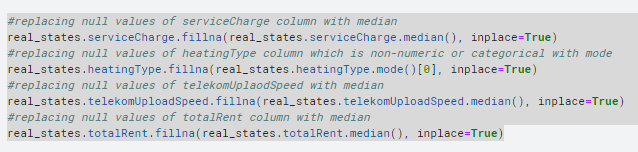 #replacing null values of serviceCharge column with median
real_states.serviceCharge.fillna(real_states.serviceCharge.median(), inplace=True)
#replacing null values of heatingType column which is non-numeric or categorical with mode
real_states.heatingType.fillna(real_states.heatingType.mode()[0], inplace=True)
#replacing null values of telekomUplaodSpeed with median
real_states.telekomUploadSpeed.fillna(real_states.telekomUploadSpeed.median(), inplace=True)
#replacing null values of totalRent column with median
real_states.totalRent.fillna(real_states.totalRent.median(), inplace=True)